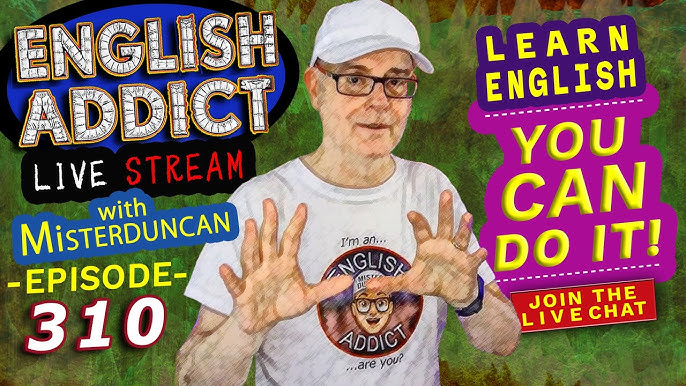 ENGLISH
ADDICT
LIVE STREAM
with
MISTERDUNCAN
-EPISODE-
310
I'm an...
ENGLISH
MISTER
ADDICT
...are you?
LEARN
ENGLISH
YOU
CAN
DO IT!
JOIN THE
LIVE CHAT